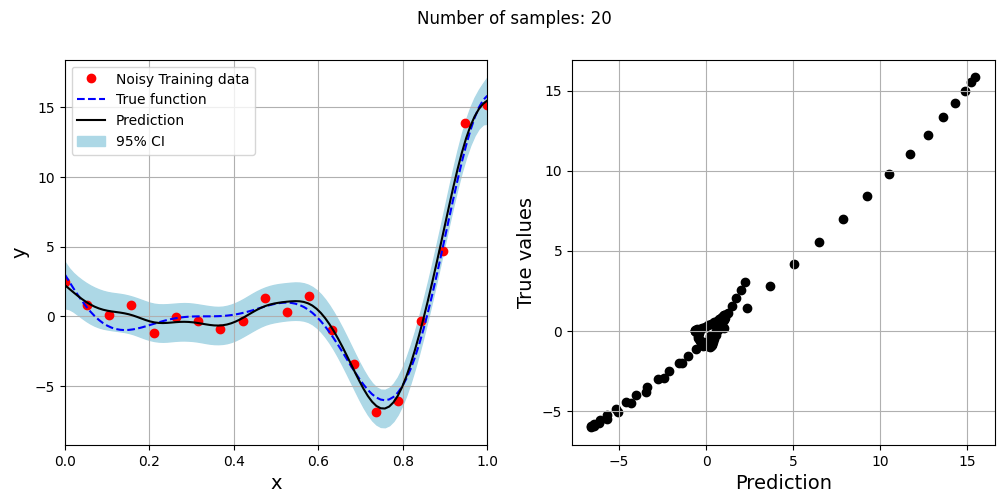 Number of samples: 20
Noisy Training data
True function
Prediction
95% CI
y
15
10
5
0
−5
0.0 0.2 0.4 0.6 0.8 1.0
x
True values
15
10
5
0
−5
−5 0 5 10 15
Prediction